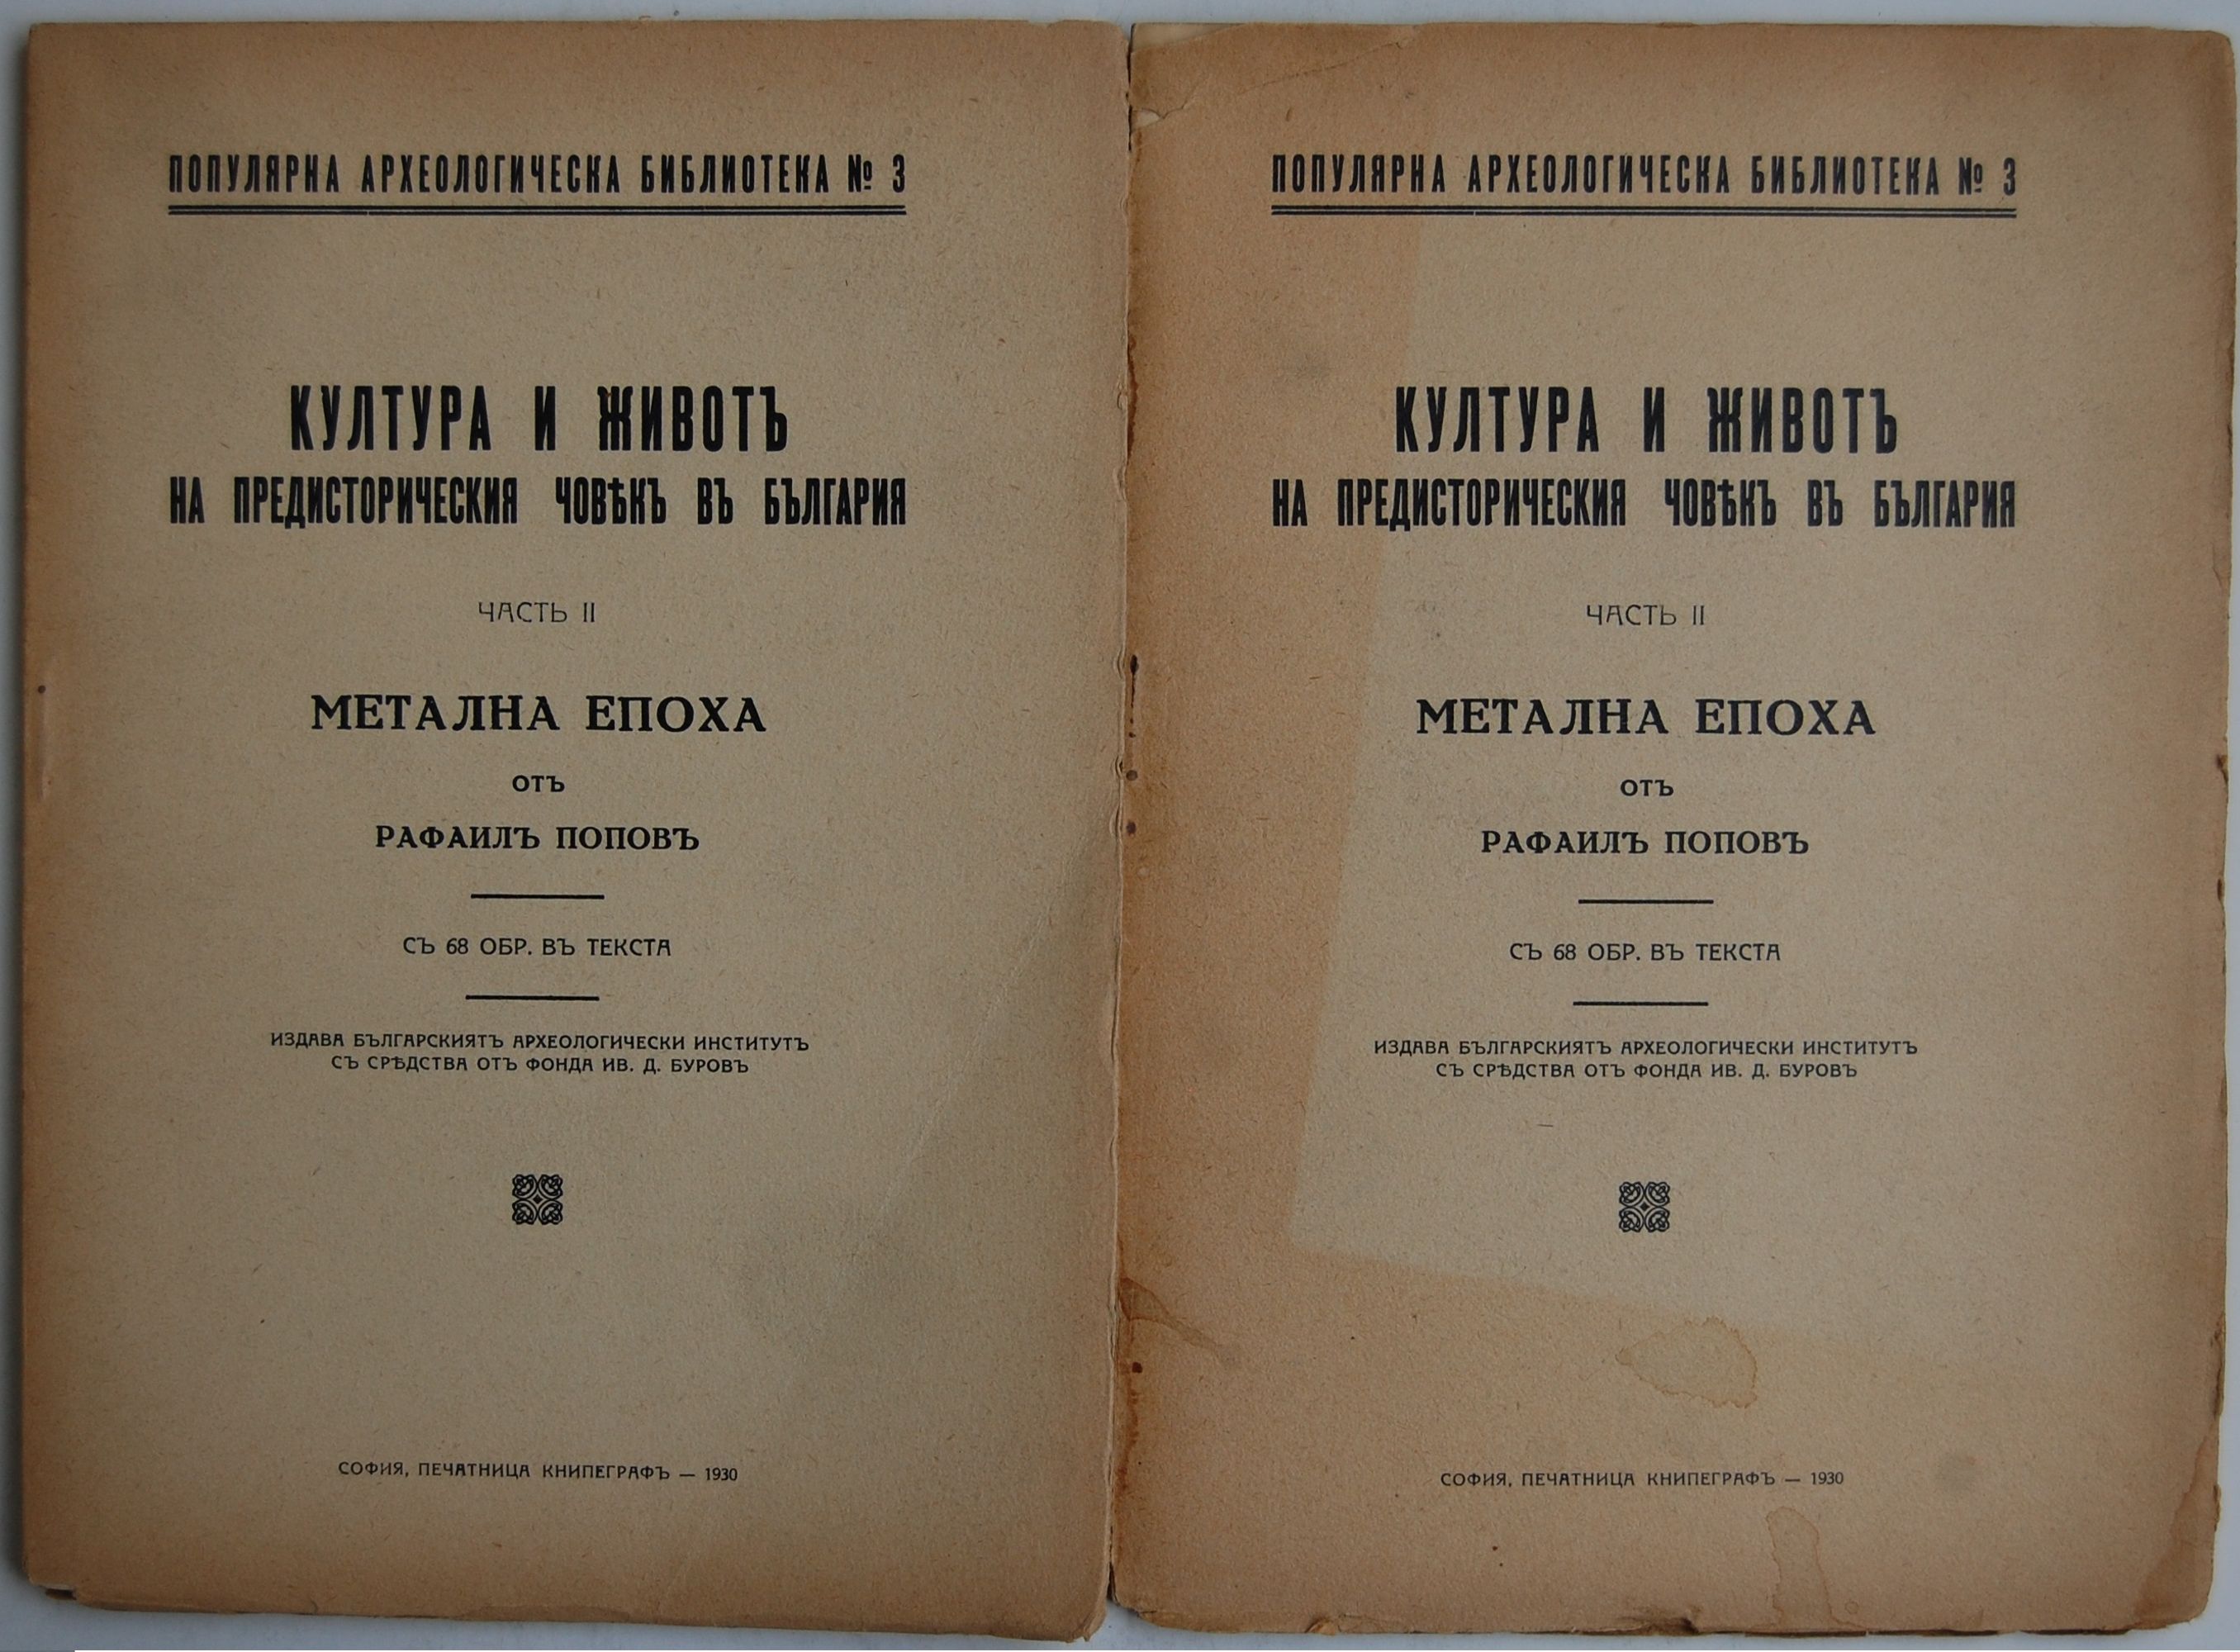 ПОПУЛЯРНА АРХЕОЛОГИЧЕСКА БИБЛИОТЕКА № 3
КУЛТУРА И ЖИВОТЪ
НА ПРЕДИСТОРИЧЕСКИЯ ЧОВѢКЪ ВЪ БЪЛГАРИЯ
ЧАСТЬ II
МЕТАЛНА ЕПОХА
ОТЪ
РАФАИЛЪ ПОПОВЪ
СЪ 68 ОБР. ВЪ ТЕКСТА
ИЗДАВА БЪЛГАРСКИЯТЪ АРХЕОЛОГИЧЕСКИ ИНСТИТУТЪ
СЪ СРѢДСТВА ОТЪ ФОНДА ИВ. Д. БУРОВЪ
СОФИЯ, ПЕЧАТНИЦА КНИПЕГРАФЪ — 1930
ПОПУЛЯРНА АРХЕОЛОГИЧЕСКА БИБЛИОТЕКА № 3
КУЛТУРА И ЖИВОТЪ
НА ПРЕДИСТОРИЧЕСКИЯ ЧОВѢКЪ ВЪ БЪЛГАРИЯ
ЧАСТЬ II
МЕТАЛНА ЕПОХА
ОТЪ
РАФАИЛЪ ПОПОВЪ
СЪ 68 ОБР. ВЪ ТЕКСТА
ИЗДАВА БЪЛГАРСКИЯТЪ АРХЕОЛОГИЧЕСКИ ИНСТИТУТЪ
СЪ СРѢДСТВА ОТЪ ФОНДА ИВ. Д. БУРОВЪ
СОФИЯ, ПЕЧАТНИЦА КНИПЕГРАФЪ — 1930